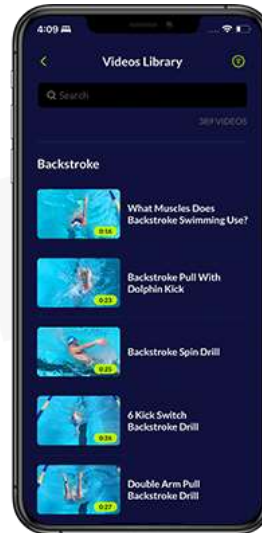 4:09
Videos Library
Search
389 VIDEOS
Backstroke
What Muscles Does
Backstroke Swimming Use?
0:16
Backstroke Pull With
Dolphin Kick
0:23
Backstroke Spin Drill
0:25
6 Kick Switch
Backstroke Drill
0:26
Double Arm Pull
Backstroke Drill
0:27